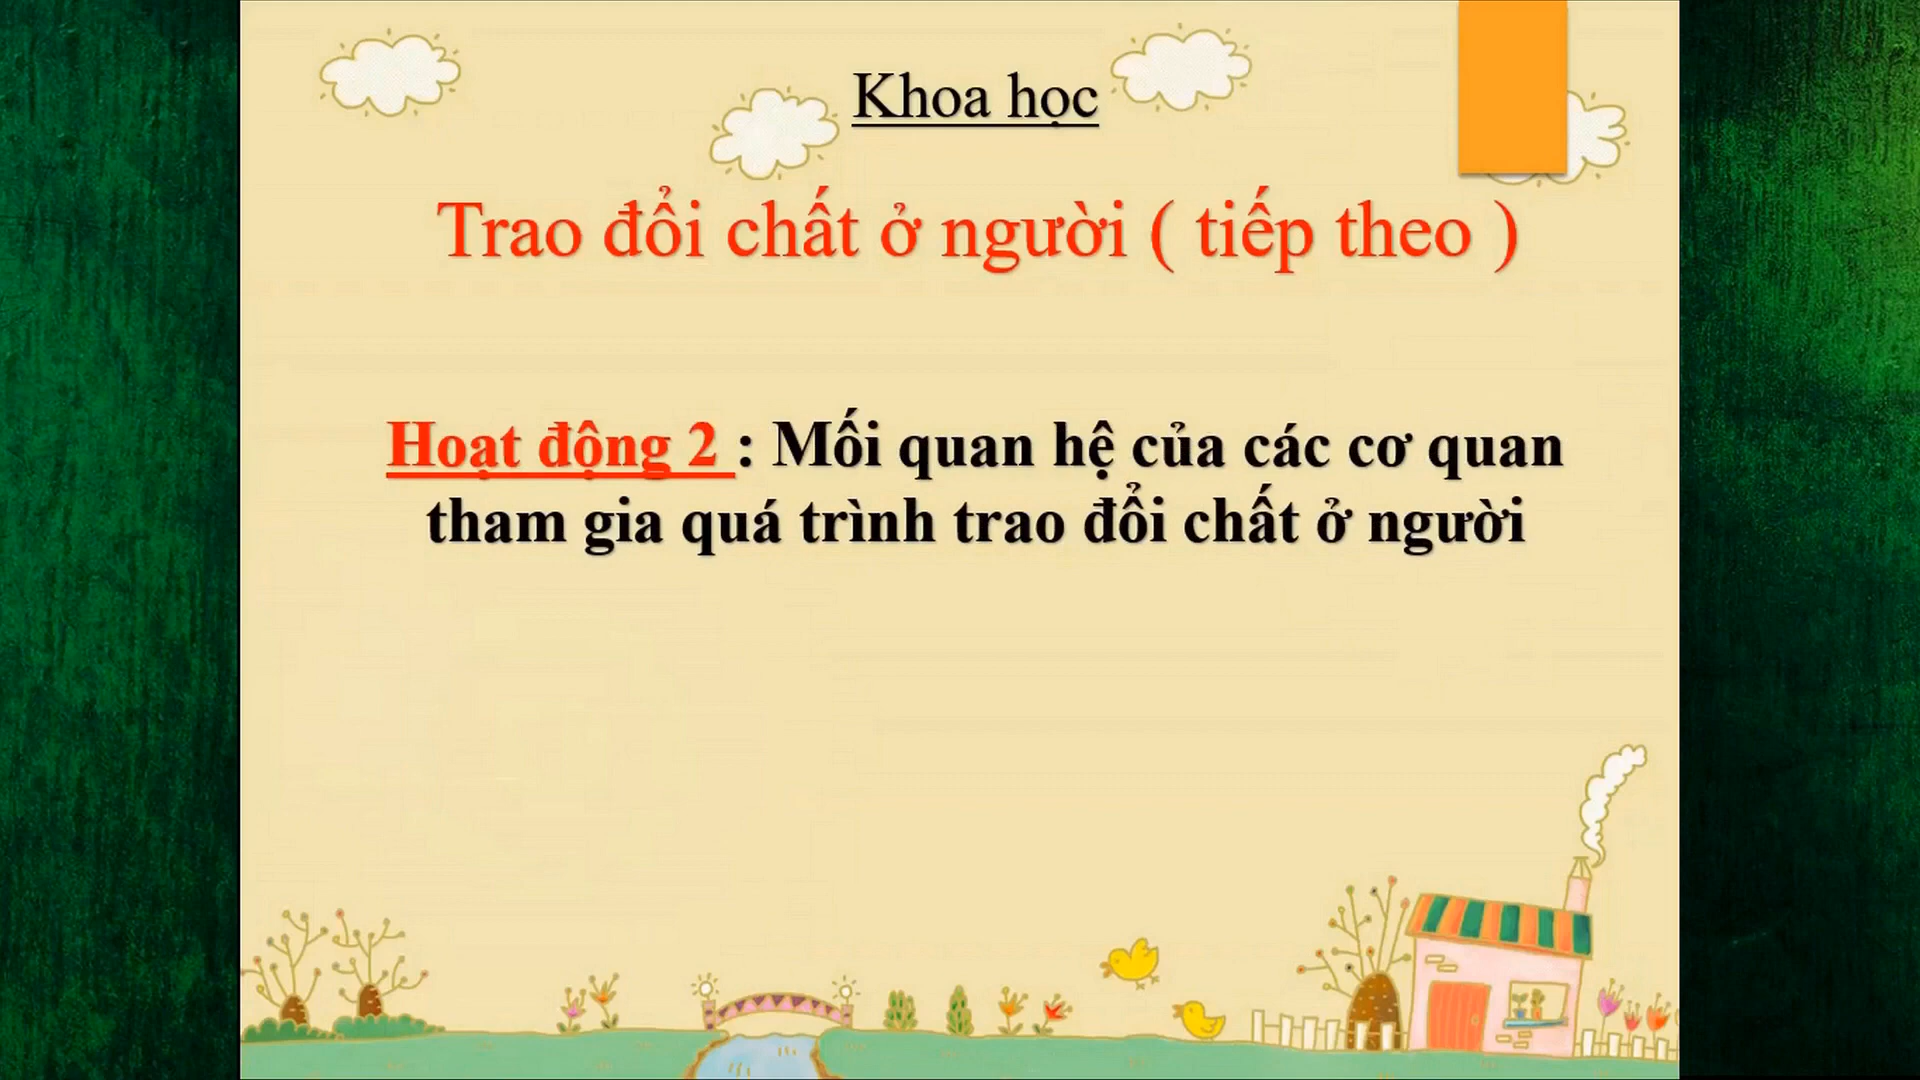 Khoa học
Trao đổi chất ở người ( tiếp theo )
Hoạt động 2 : Mối quan hệ của các cơ quan
tham gia quá trình trao đổi chất ở người